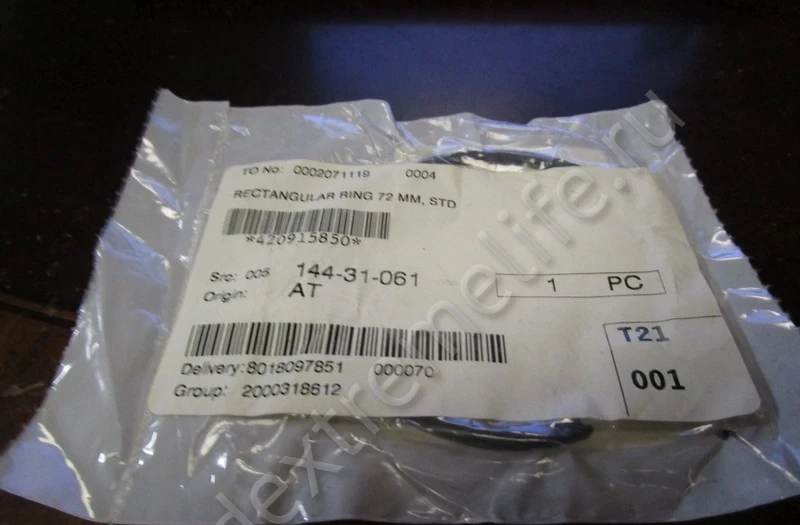 TO No: 0002071119 0004
RECTANGULAR RING 72 MM, STD
*420915850*
Src: 005 144-31-061 1 PC
Origin: AT
T21
Delivery:8018097851 000070
Group: 2000318612
001
dextremelife.ru